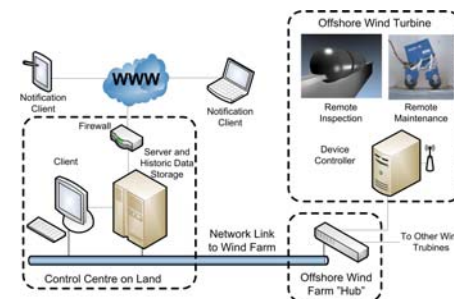 Offshore Wind Turbine
WWW
Notification
Client
Notification
Client
Remote
Inspection
Remote
Maintenance
Firewall
Server and
Historic Data
Storage
Client
Device
Controller
Network Link
to Wind Farm
To Other Win
Trubines
Control Centre on Land
Offshore Wind
Farm "Hub"